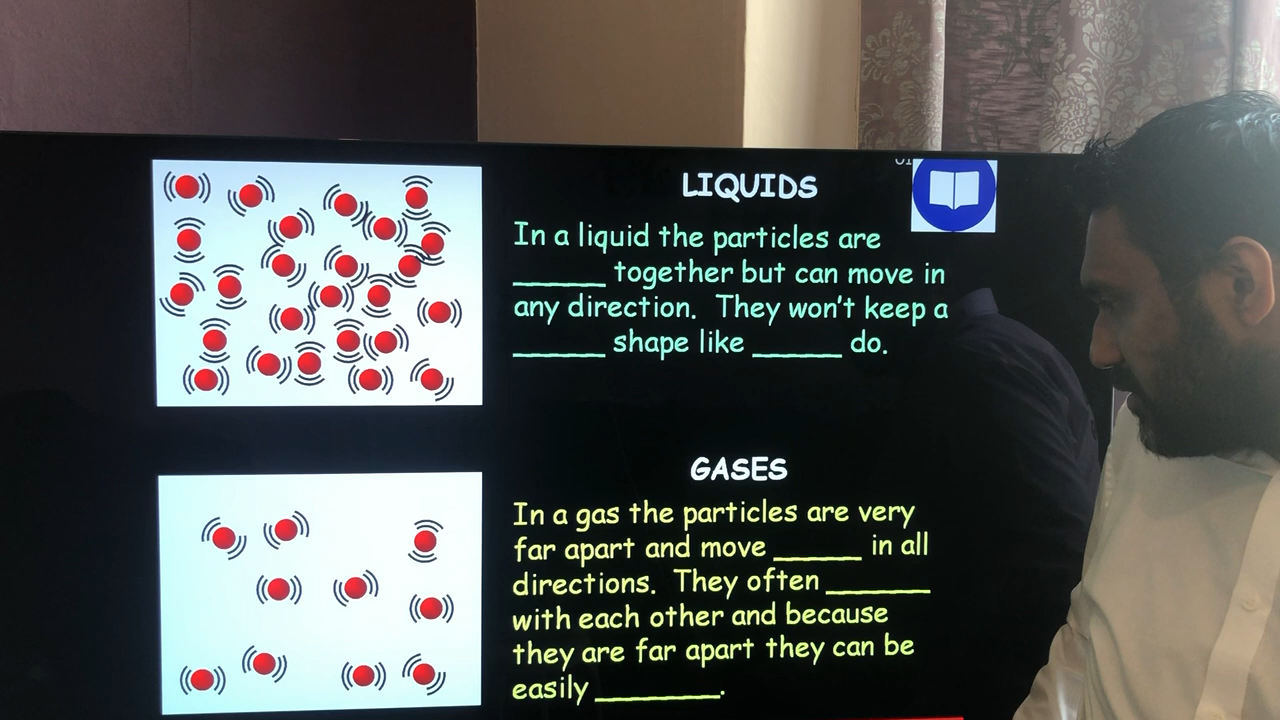 LIQUIDS
In a liquid the particles are
______ together but can move in
any direction. They won't keep a
______ shape like ______ do.
GASES
In a gas the particles are very
far apart and move ______ in all
directions. They often _______
with each other and because
they are far apart they can be
easily ________.